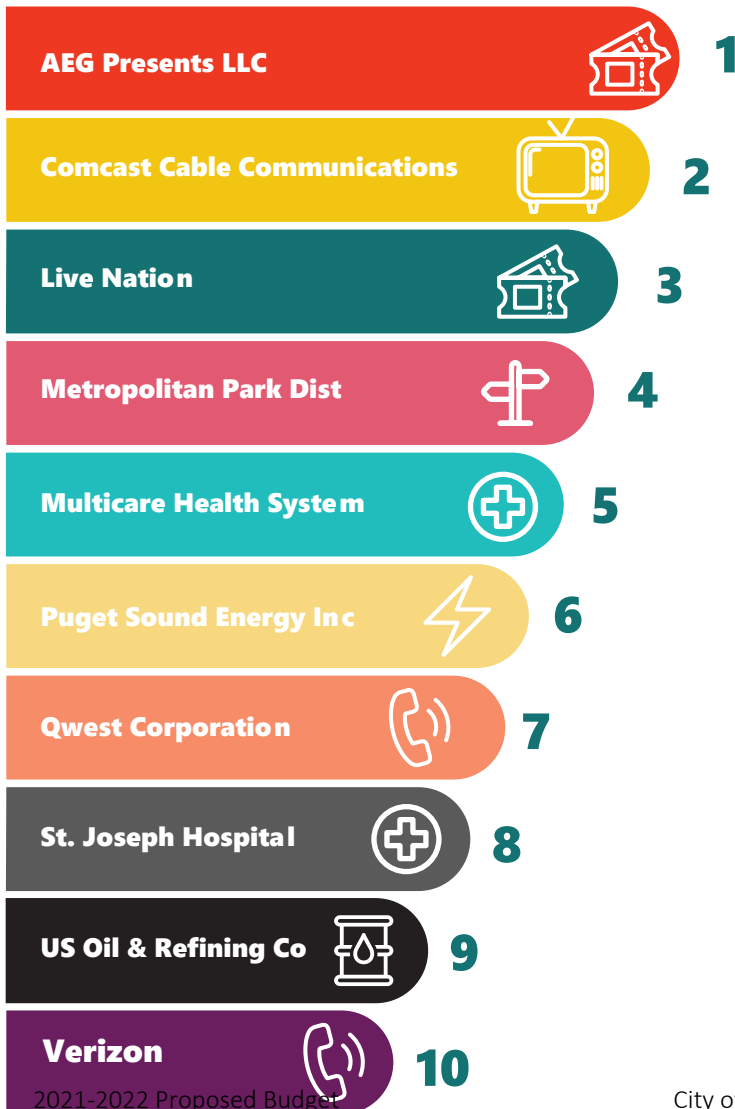 AEG Presents LLC 1
Comcast Cable Communications 2
Live Nation 3
Metropolitan Park Dist 4
Multicare Health System 5
Puget Sound Energy Inc 6
Qwest Corporation 7
St. Joseph Hospital 8
US Oil & Refining Co 9
Verizon 10
2021-2022 Proposed Budget City of